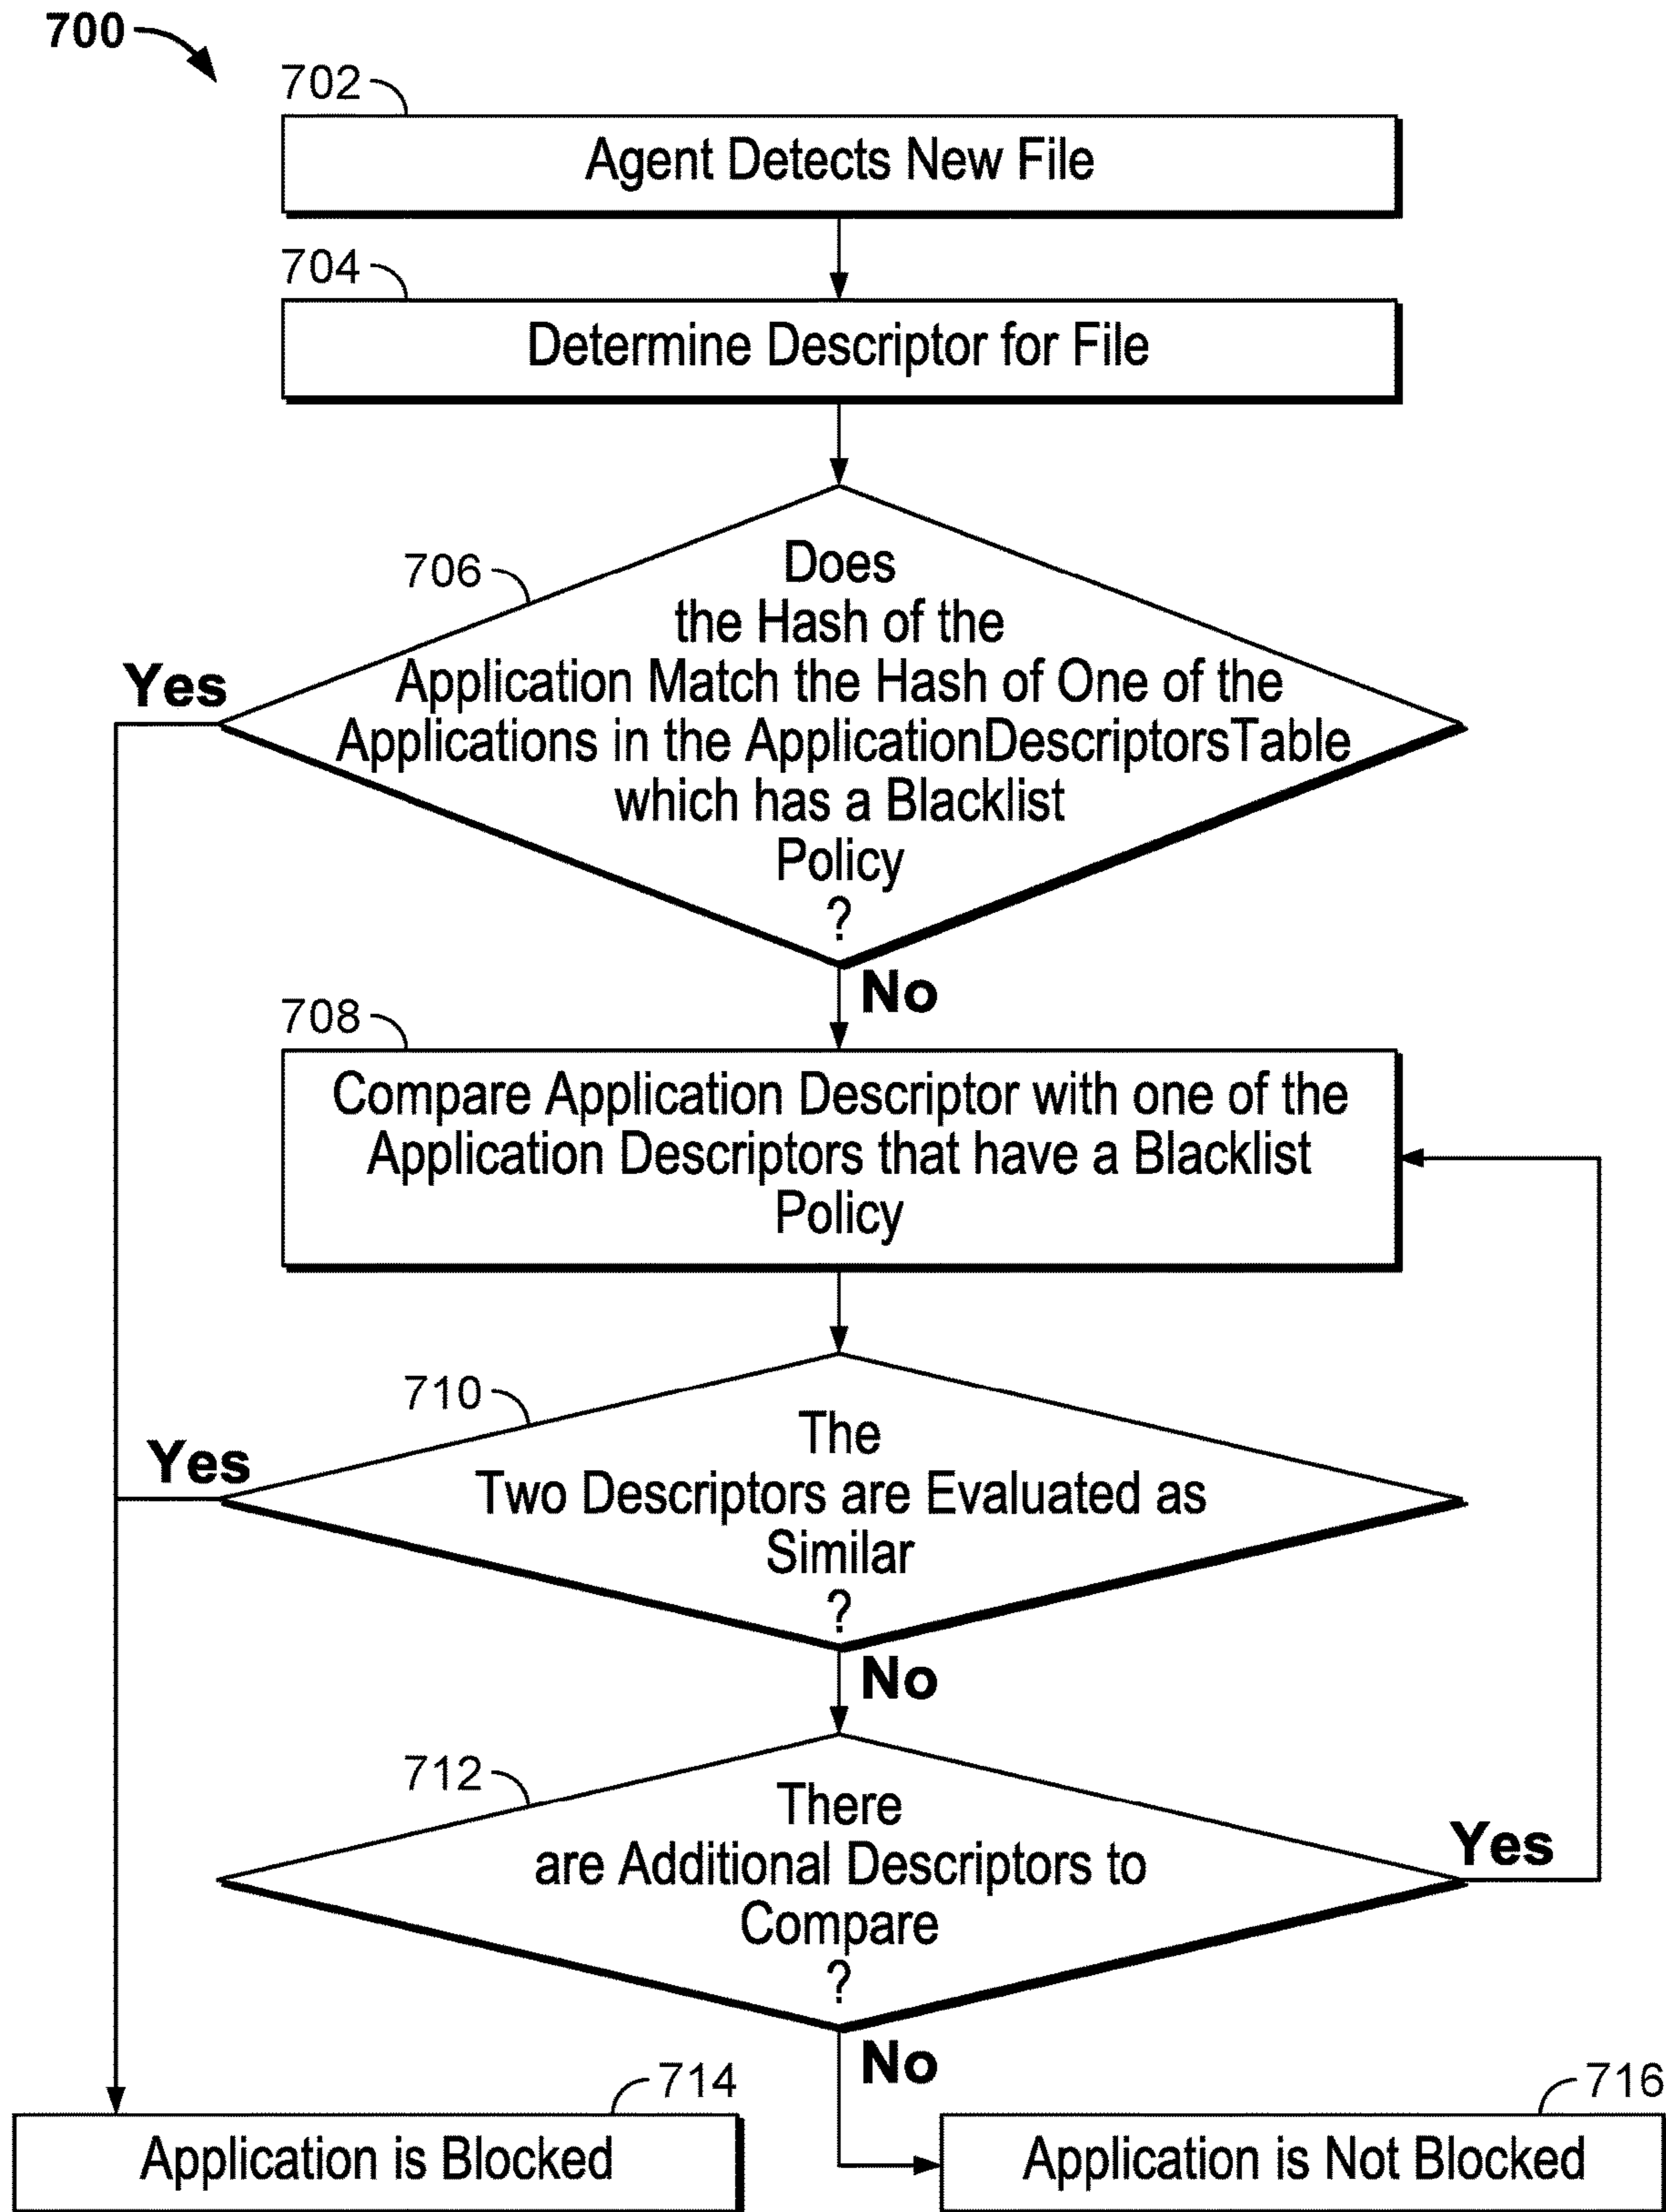 700
702
Agent Detects New File
704
Determine Descriptor for File
706
Does
the Hash of the
Application Match the Hash of One of the
Applications in the ApplicationDescriptorsTable
which has a Blacklist
Policy
?
Yes
No
708
Compare Application Descriptor with one of the
Application Descriptors that have a Blacklist
Policy
710
The
Two Descriptors are Evaluated as
Similar
?
Yes
No
712
There
are Additional Descriptors to
Compare
?
Yes
No
714
Application is Blocked
716
Application is Not Blocked